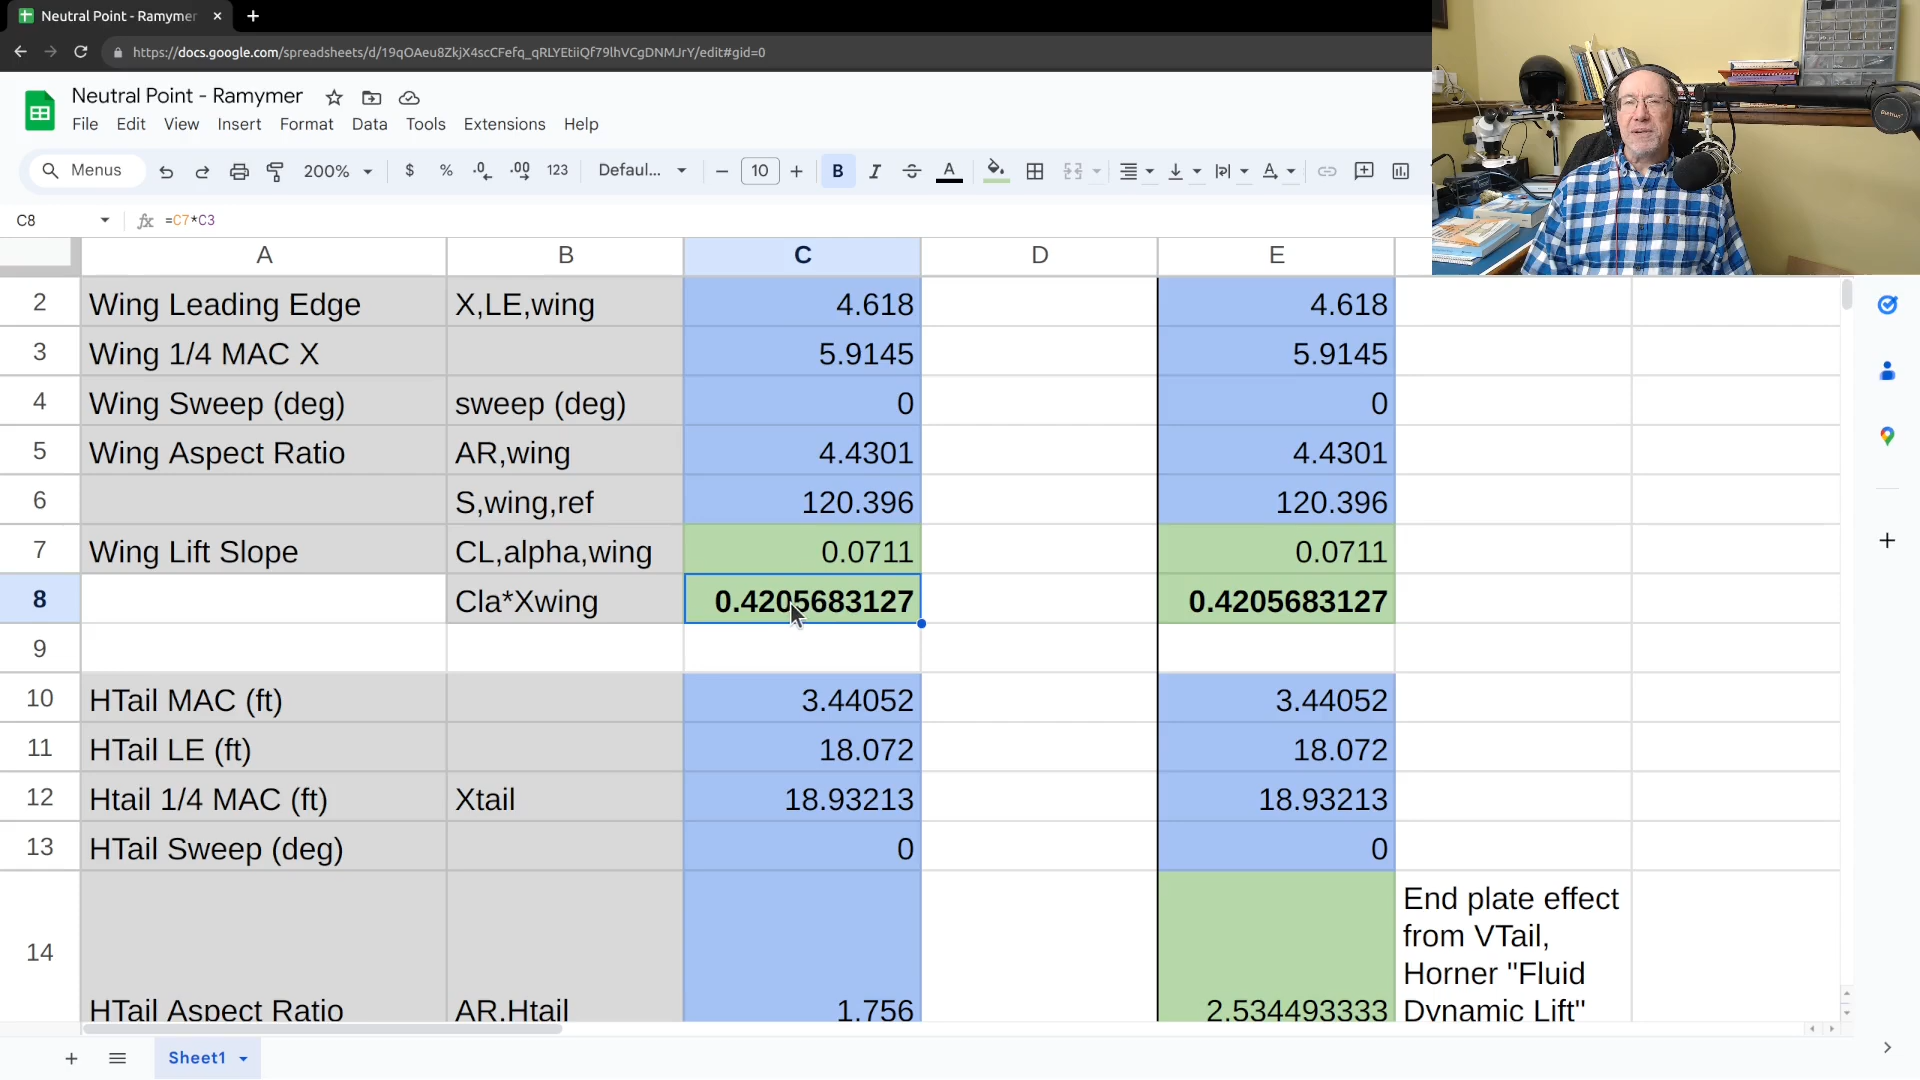 Neutral Point - Ramymer
https://docs.google.com/spreadsheets/d/19qOAeu8ZkjX4scCFefq_qRLYEtiiQf79lhVCgDNMJrY/edit#gid=0
Neutral Point - Ramymer
File Edit View Insert Format Data Tools Extensions Help
Menus 200% $ % .0 .00 123 Defaul... 10 B I A
C8 fx =C7*C3
A B C D E
2 Wing Leading Edge X,LE,wing 4.618 4.618
3 Wing 1/4 MAC X 5.9145 5.9145
4 Wing Sweep (deg) sweep (deg) 0 0
5 Wing Aspect Ratio AR,wing 4.4301 4.4301
6 S,wing,ref 120.396 120.396
7 Wing Lift Slope CL,alpha,wing 0.0711 0.0711
8 Cla*Xwing 0.4205683127 0.4205683127
9
10 HTail MAC (ft) 3.44052 3.44052
11 HTail LE (ft) 18.072 18.072
12 Htail 1/4 MAC (ft) Xtail 18.93213 18.93213
13 HTail Sweep (deg) 0 0
14 HTail Aspect Ratio AR,Htail 1.756 2.534493333 End plate effect
from VTail,
Horner "Fluid
Dynamic Lift"
Sheet1